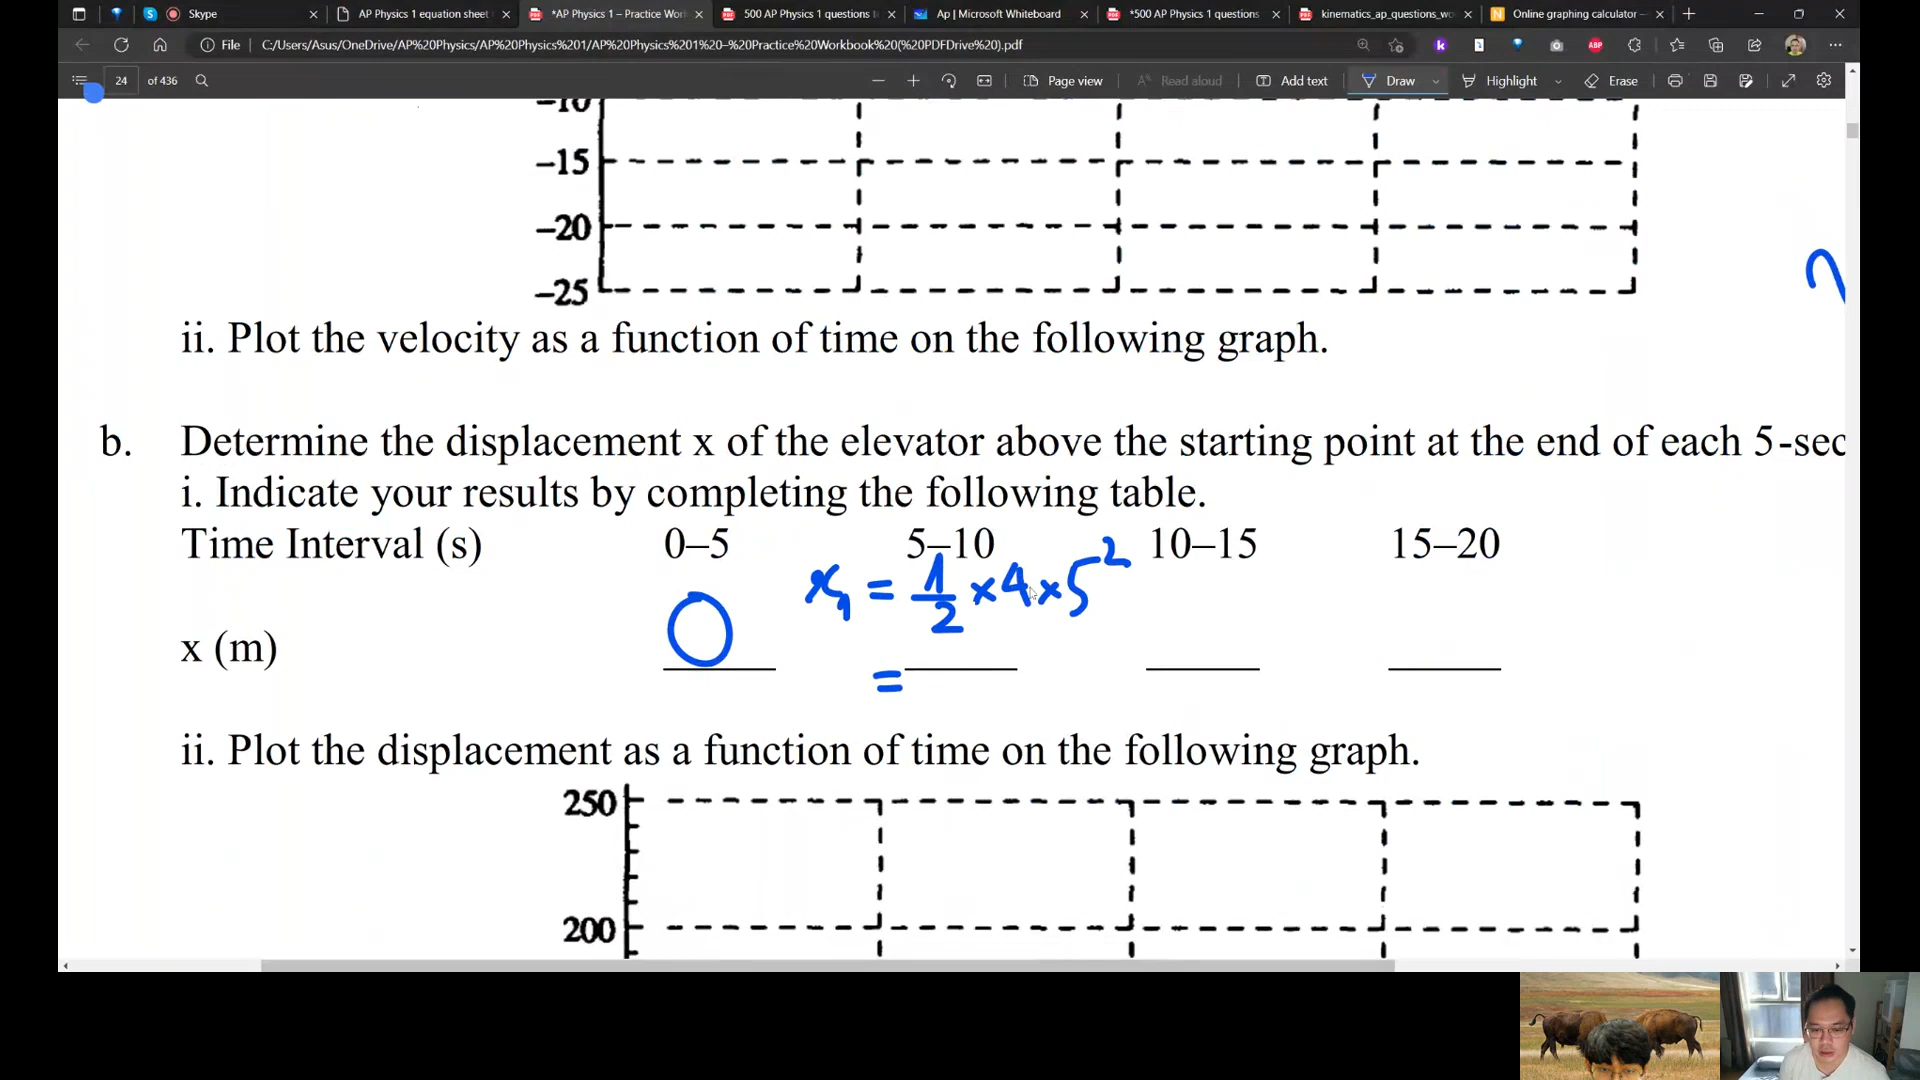 Skype
AP Physics 1 equation sheet
*AP Physics 1 – Practice Wor
500 AP Physics 1 questions t
Ap | Microsoft Whiteboard
*500 AP Physics 1 questions
kinematics_ap_questions_wo
Online graphing calculator –
File
C:/Users/Asus/OneDrive/AP%20Physics/AP%20Physics%201/AP%20Physics%201%20–%20Practice%20Workbook%20(%20PDFDrive%20).pdf
k
ABP
24 of 436
Page view
Read aloud
Add text
Draw
Highlight
Erase
–10
–15
–20
–25
ii. Plot the velocity as a function of time on the following graph.
b. Determine the displacement x of the elevator above the starting point at the end of each 5-sec
i. Indicate your results by completing the following table.
Time Interval (s) 0–5 5–10 10–15 15–20
x₁ = 1/2 × 4 × 5²
x (m) 0
=
ii. Plot the displacement as a function of time on the following graph.
250
200